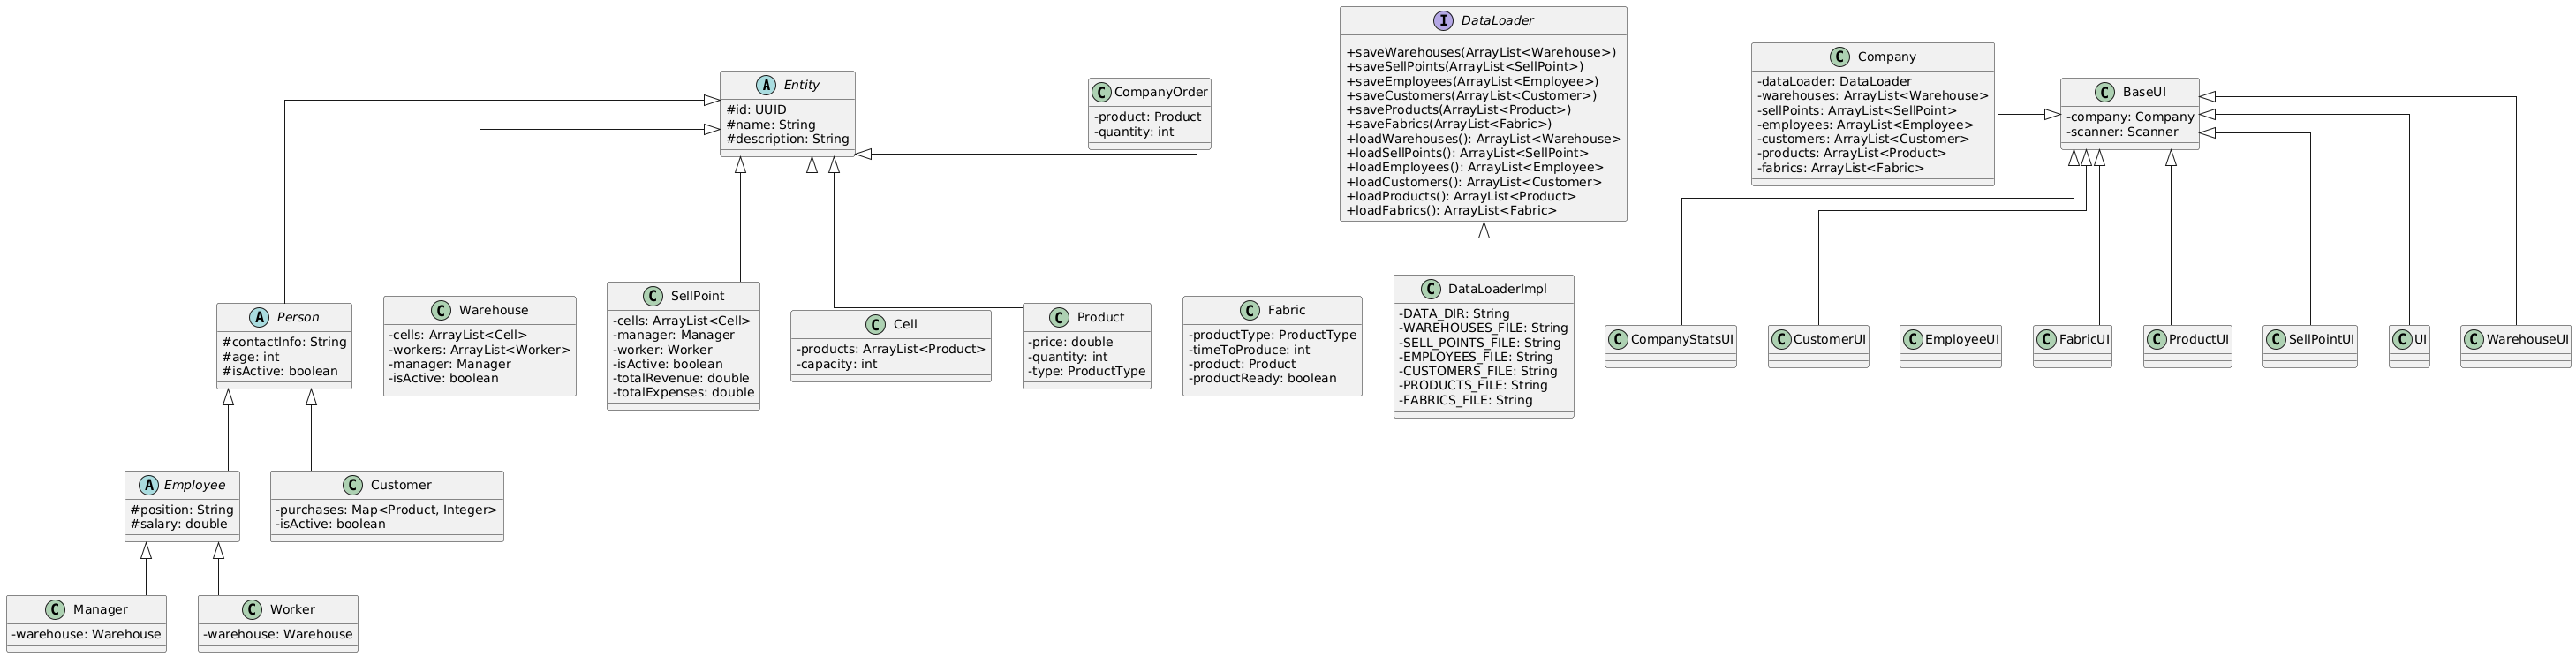 I DataLoader
+saveWarehouses(ArrayList<Warehouse>)
+saveSellPoints(ArrayList<SellPoint>)
+saveEmployees(ArrayList<Employee>)
+saveCustomers(ArrayList<Customer>)
+saveProducts(ArrayList<Product>)
+saveFabrics(ArrayList<Fabric>)
+loadWarehouses(): ArrayList<Warehouse>
+loadSellPoints(): ArrayList<SellPoint>
+loadEmployees(): ArrayList<Employee>
+loadCustomers(): ArrayList<Customer>
+loadProducts(): ArrayList<Product>
+loadFabrics(): ArrayList<Fabric>
A Entity
#id: UUID
#name: String
#description: String
C CompanyOrder
-product: Product
-quantity: int
C Company
-dataLoader: DataLoader
-warehouses: ArrayList<Warehouse>
-sellPoints: ArrayList<SellPoint>
-employees: ArrayList<Employee>
-customers: ArrayList<Customer>
-products: ArrayList<Product>
-fabrics: ArrayList<Fabric>
C BaseUI
-company: Company
-scanner: Scanner
A Person
#contactInfo: String
#age: int
#isActive: boolean
C Warehouse
-cells: ArrayList<Cell>
-workers: ArrayList<Worker>
-manager: Manager
-isActive: boolean
C SellPoint
-cells: ArrayList<Cell>
-manager: Manager
-worker: Worker
-isActive: boolean
-totalRevenue: double
-totalExpenses: double
C Cell
-products: ArrayList<Product>
-capacity: int
C Product
-price: double
-quantity: int
-type: ProductType
C Fabric
-productType: ProductType
-timeToProduce: int
-product: Product
-productReady: boolean
C DataLoaderImpl
-DATA_DIR: String
-WAREHOUSES_FILE: String
-SELL_POINTS_FILE: String
-EMPLOYEES_FILE: String
-CUSTOMERS_FILE: String
-PRODUCTS_FILE: String
-FABRICS_FILE: String
C CompanyStatsUI
C CustomerUI
C EmployeeUI
C FabricUI
C ProductUI
C SellPointUI
C UI
C WarehouseUI
A Employee
#position: String
#salary: double
C Customer
-purchases: Map<Product, Integer>
-isActive: boolean
C Manager
-warehouse: Warehouse
C Worker
-warehouse: Warehouse